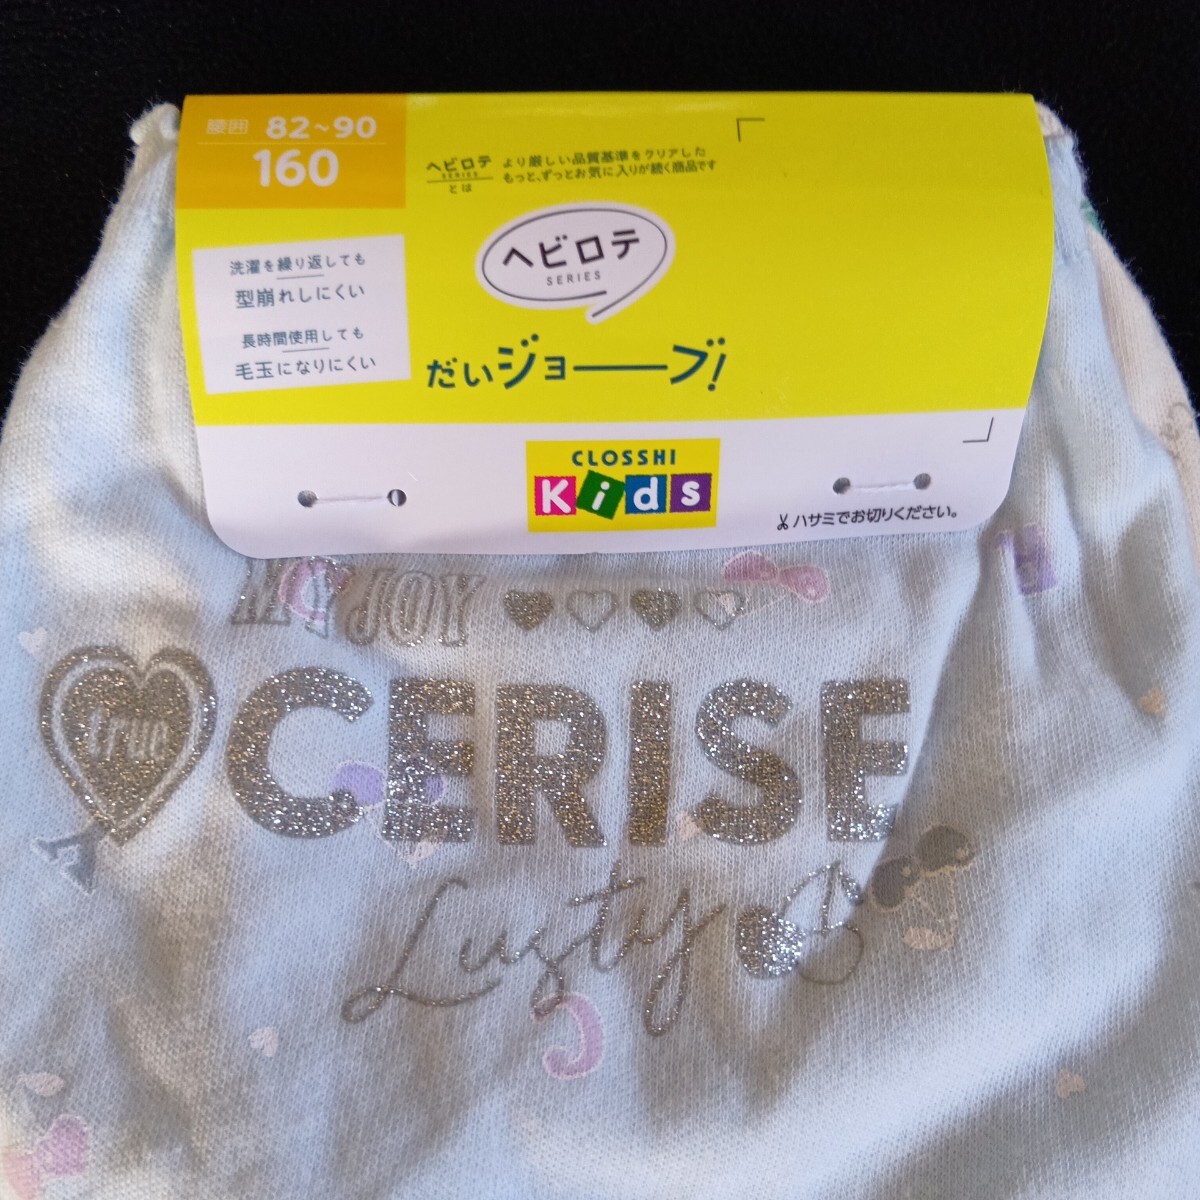 腰囲 82~90
160
ヘビロテ
SERIES
とは
より厳しい品質基準をクリアした
もっと、ずっとお気に入りが続く商品です
洗濯を繰り返しても
型崩れしにくい
長時間使用しても
毛玉になりにくい
ヘビロテ
SERIES
だいジョーブ!
CLOSSHI
Kids
ハサミでお切りください。
MY JOY
true
CERISE
Lusty
C